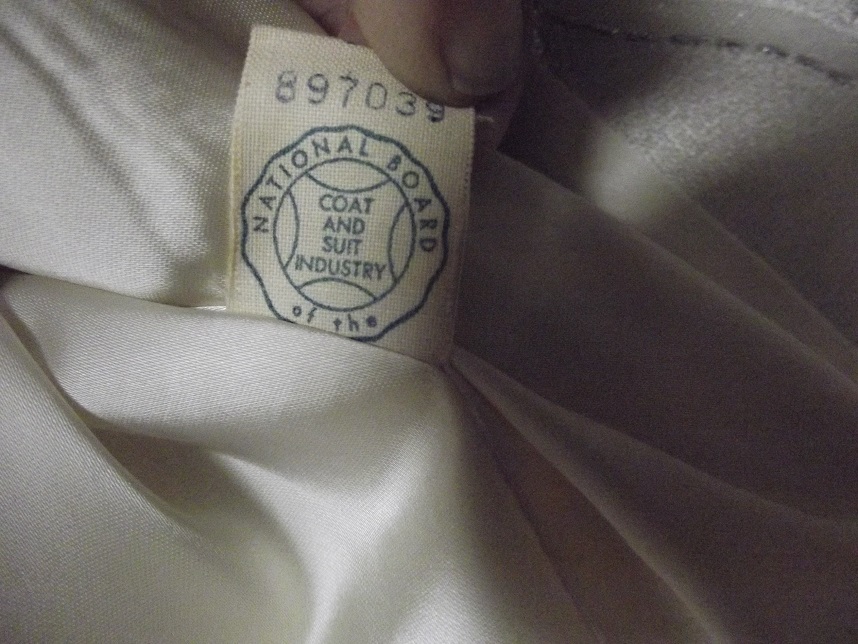 897039
NATIONAL BOARD
of the
COAT
AND
SUIT
INDUSTRY